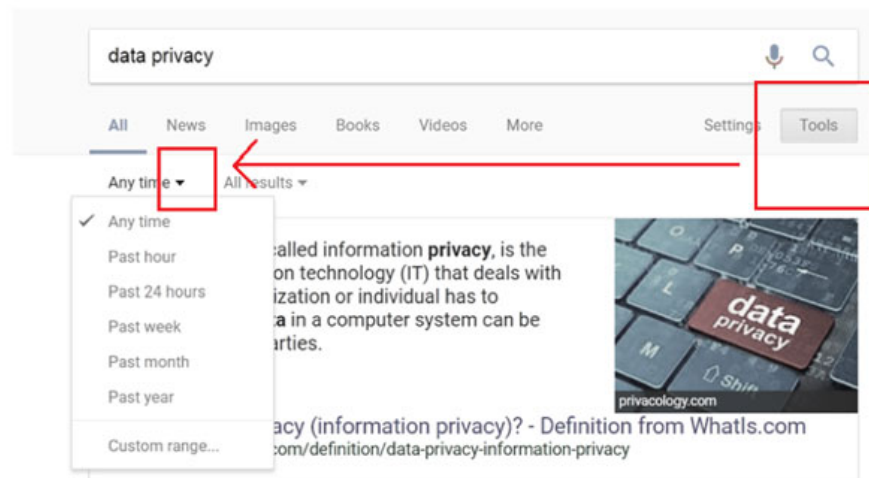 data privacy
All News Images Books Videos More Settings Tools
Any time All results
Any time
Past hour
Past 24 hours
Past week
Past month
Past year
Custom range...
called information privacy, is the
on technology (IT) that deals with
ization or individual has to
a in a computer system can be
arties.
O P
L
data
privacy
M
Shift
privacology.com
acy (information privacy)? - Definition from WhatIs.com
com/definition/data-privacy-information-privacy